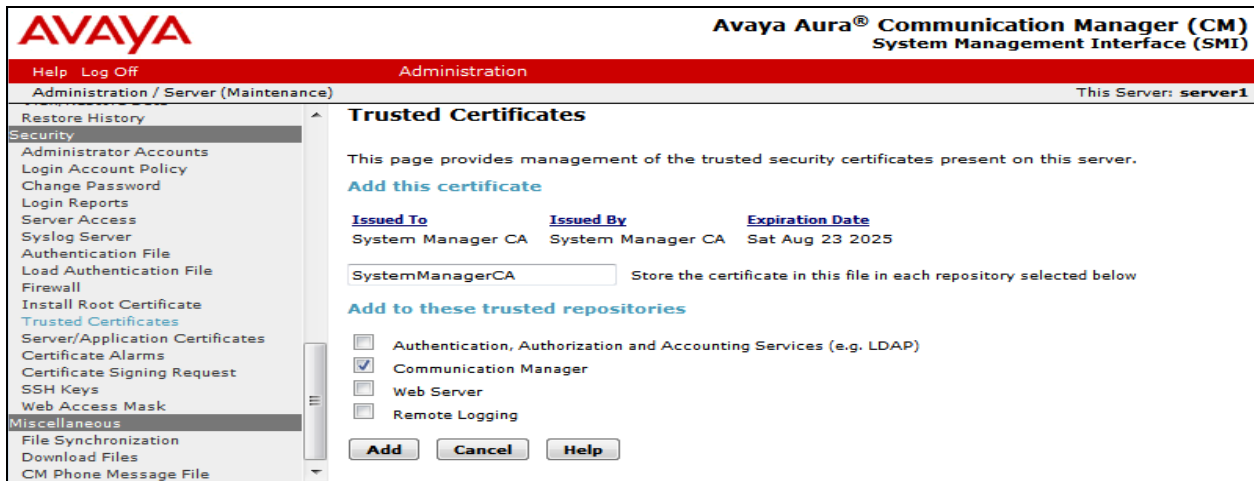 AVAYA
Avaya Aura® Communication Manager (CM)
System Management Interface (SMI)
Help Log Off
Administration
Administration / Server (Maintenance)
This Server: server1
Restore History
Security
Administrator Accounts
Login Account Policy
Change Password
Login Reports
Server Access
Syslog Server
Authentication File
Load Authentication File
Firewall
Install Root Certificate
Trusted Certificates
Server/Application Certificates
Certificate Alarms
Certificate Signing Request
SSH Keys
Web Access Mask
Miscellaneous
File Synchronization
Download Files
CM Phone Message File
Trusted Certificates
This page provides management of the trusted security certificates present on this server.
Add this certificate
Issued To Issued By Expiration Date
System Manager CA System Manager CA Sat Aug 23 2025
SystemManagerCA Store the certificate in this file in each repository selected below
Add to these trusted repositories
Authentication, Authorization and Accounting Services (e.g. LDAP)
Communication Manager
Web Server
Remote Logging
Add Cancel Help